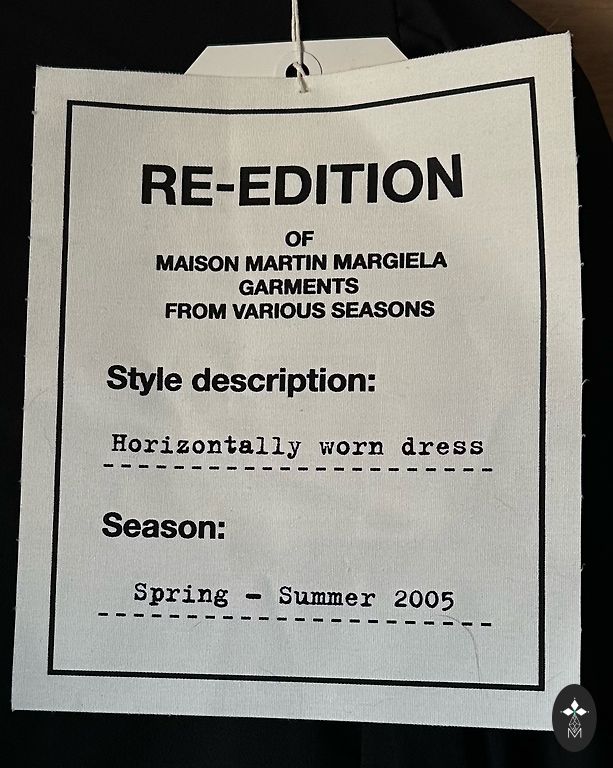 RE-EDITION
OF
MAISON MARTIN MARGIELA
GARMENTS
FROM VARIOUS SEASONS
Style description:
Horizontally worn dress
Season:
Spring - Summer 2005